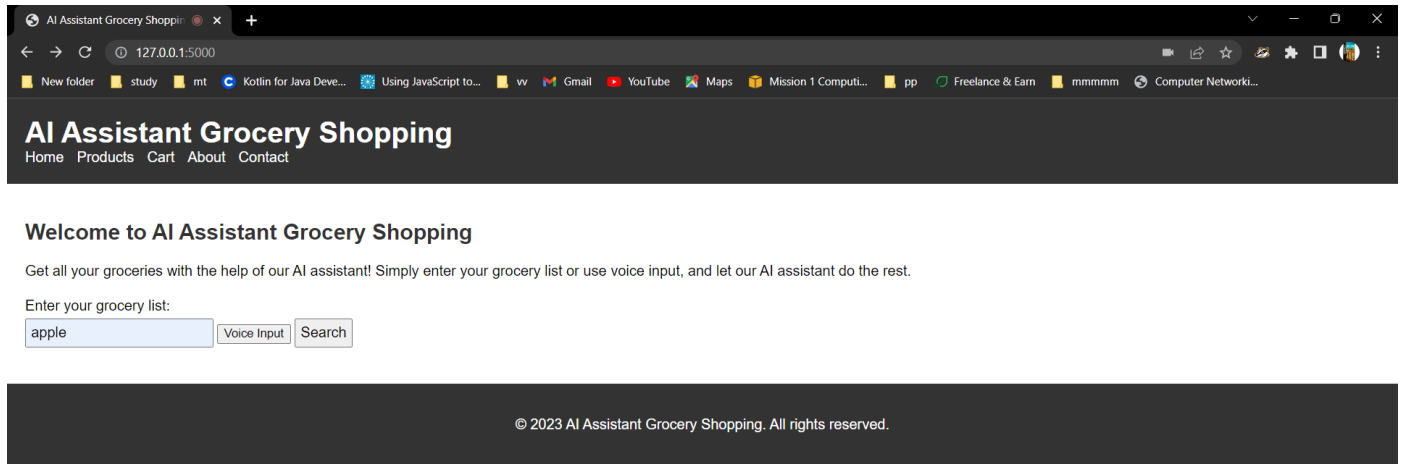 AI Assistant Grocery Shoppin
127.0.0.1:5000
New folder study mt Kotlin for Java Deve... Using JavaScript to... vv Gmail YouTube Maps Mission 1 Computi... pp Freelance & Earn mmmmm Computer Networki...
AI Assistant Grocery Shopping
Home Products Cart About Contact
Welcome to AI Assistant Grocery Shopping
Get all your groceries with the help of our AI assistant! Simply enter your grocery list or use voice input, and let our AI assistant do the rest.
Enter your grocery list:
apple Voice Input Search
© 2023 AI Assistant Grocery Shopping. All rights reserved.